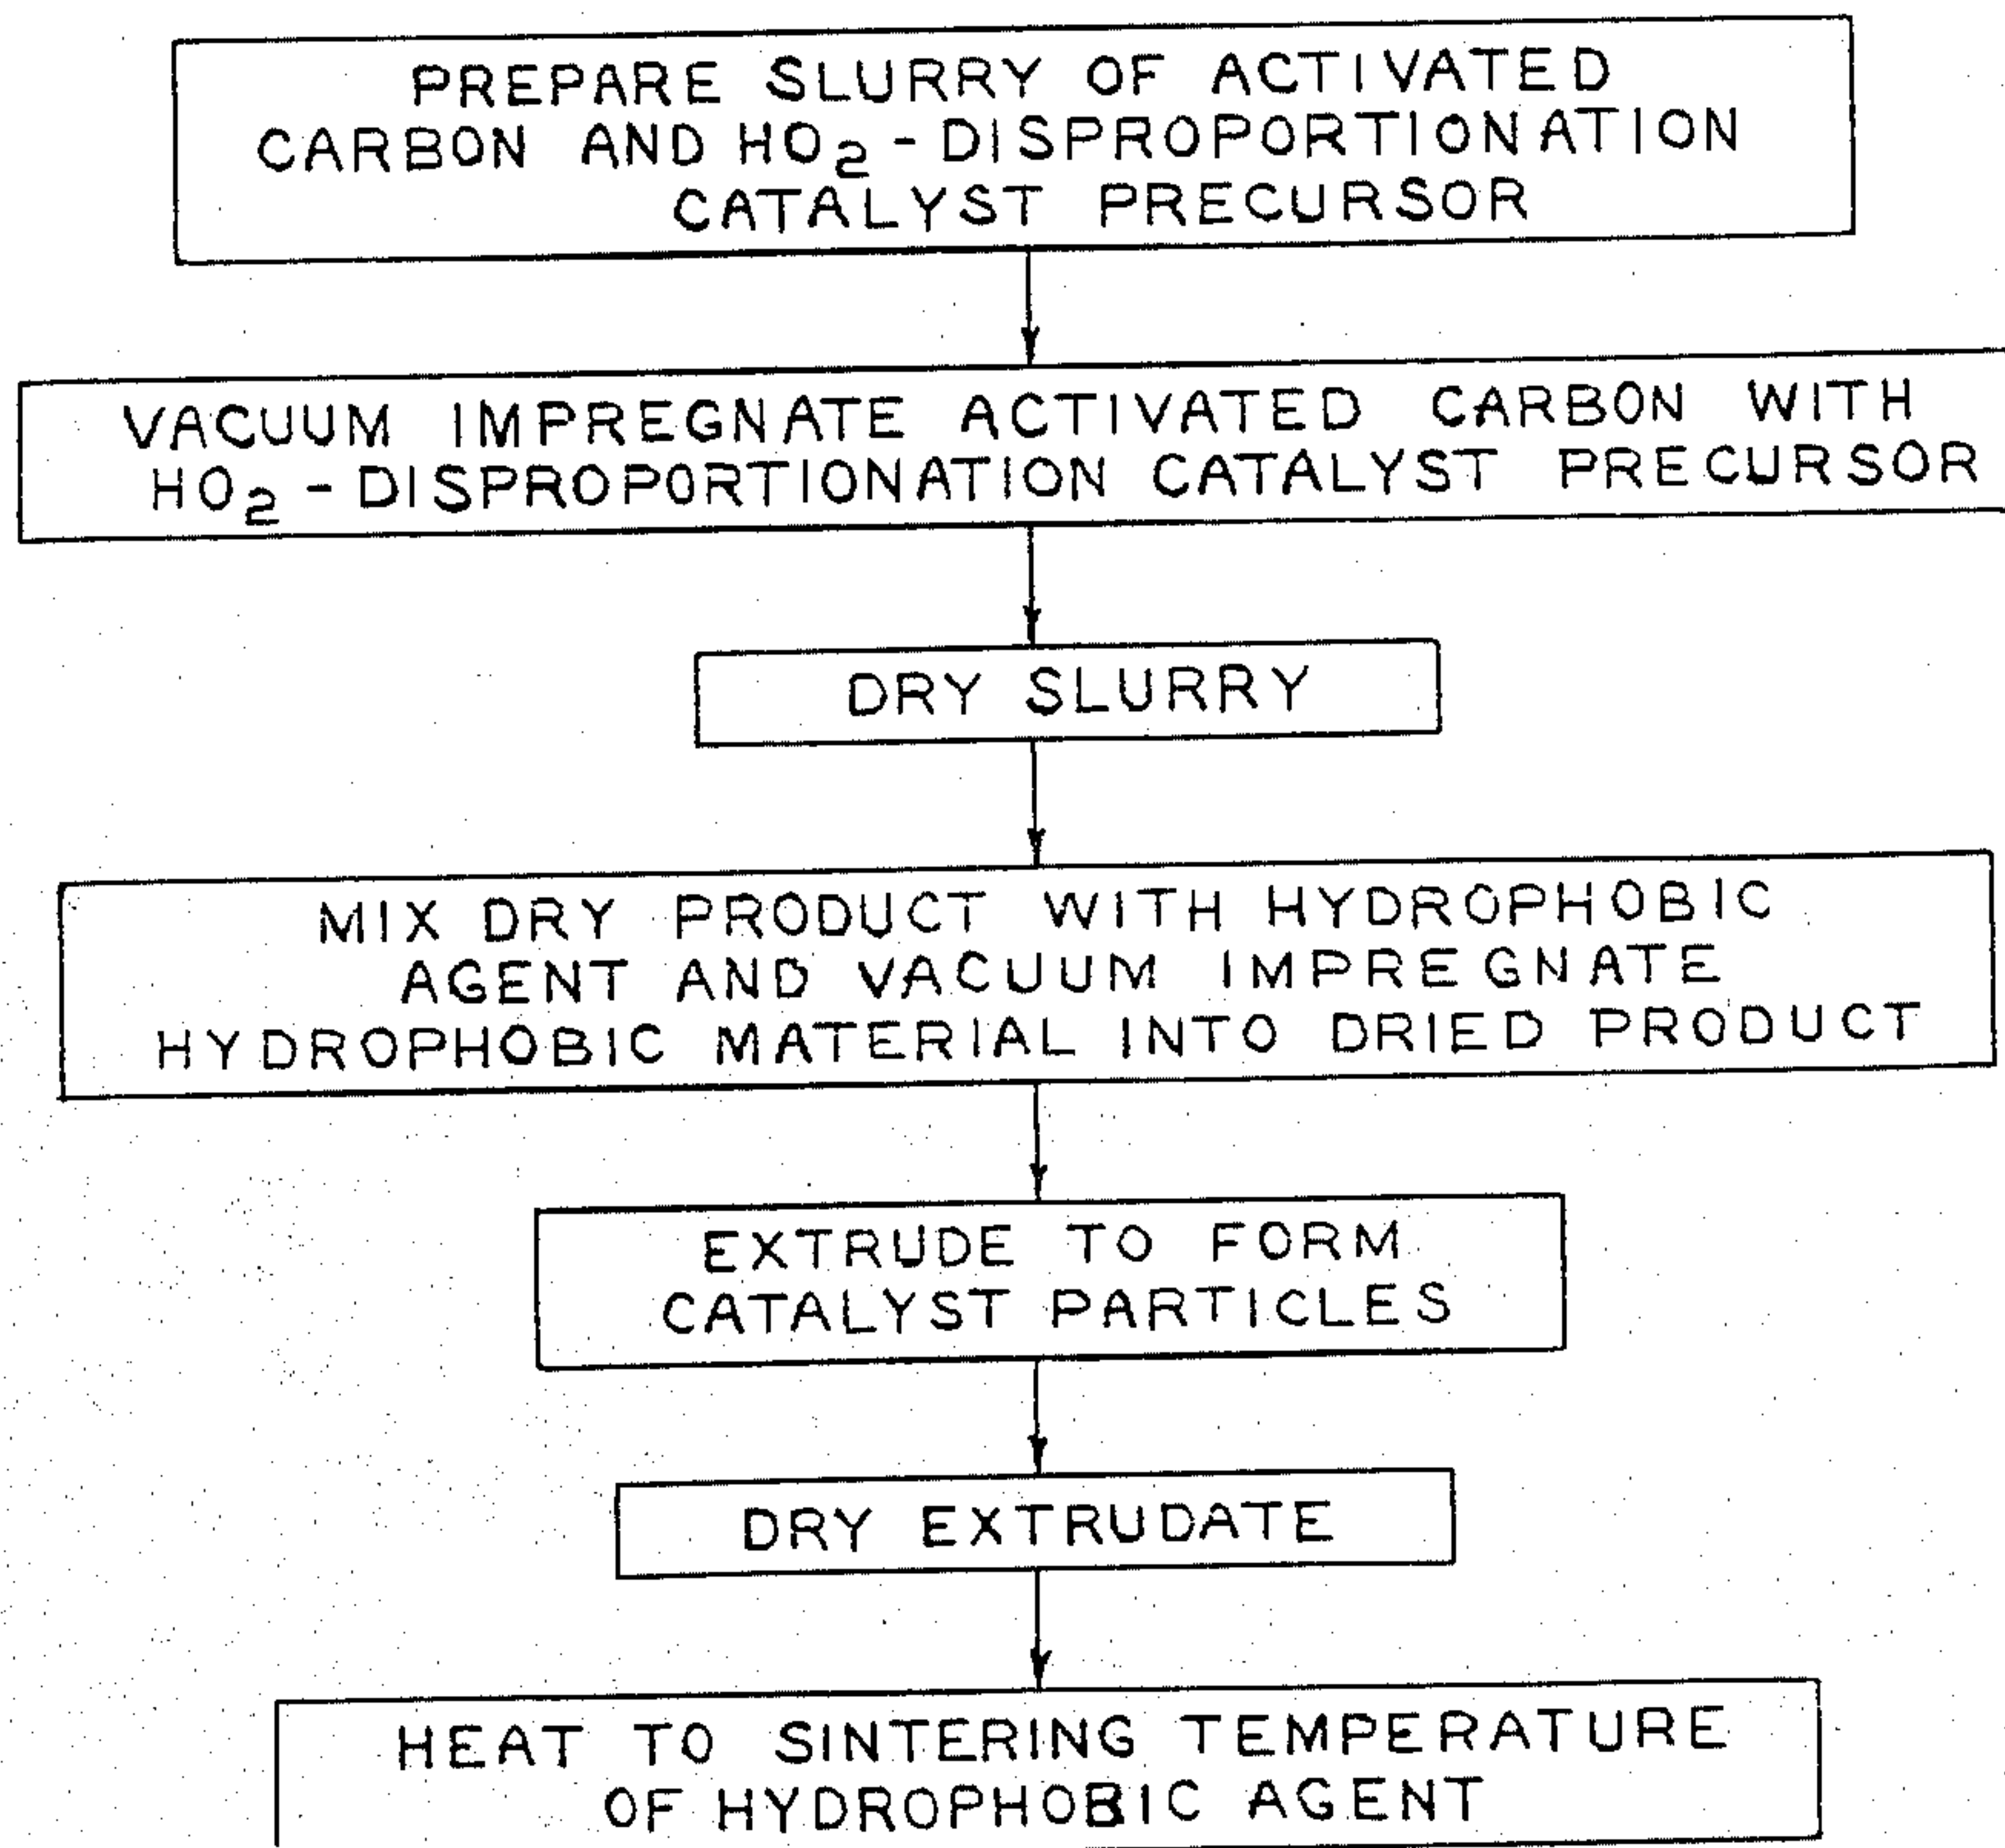 PREPARE SLURRY OF ACTIVATED
CARBON AND HO₂-DISPROPORTIONATION
CATALYST PRECURSOR
VACUUM IMPREGNATE ACTIVATED CARBON WITH
HO₂-DISPROPORTIONATION CATALYST PRECURSOR
DRY SLURRY
MIX DRY PRODUCT WITH HYDROPHOBIC
AGENT AND VACUUM IMPREGNATE
HYDROPHOBIC MATERIAL INTO DRIED PRODUCT
EXTRUDE TO FORM
CATALYST PARTICLES
DRY EXTRUDATE
HEAT TO SINTERING TEMPERATURE
OF HYDROPHOBIC AGENT